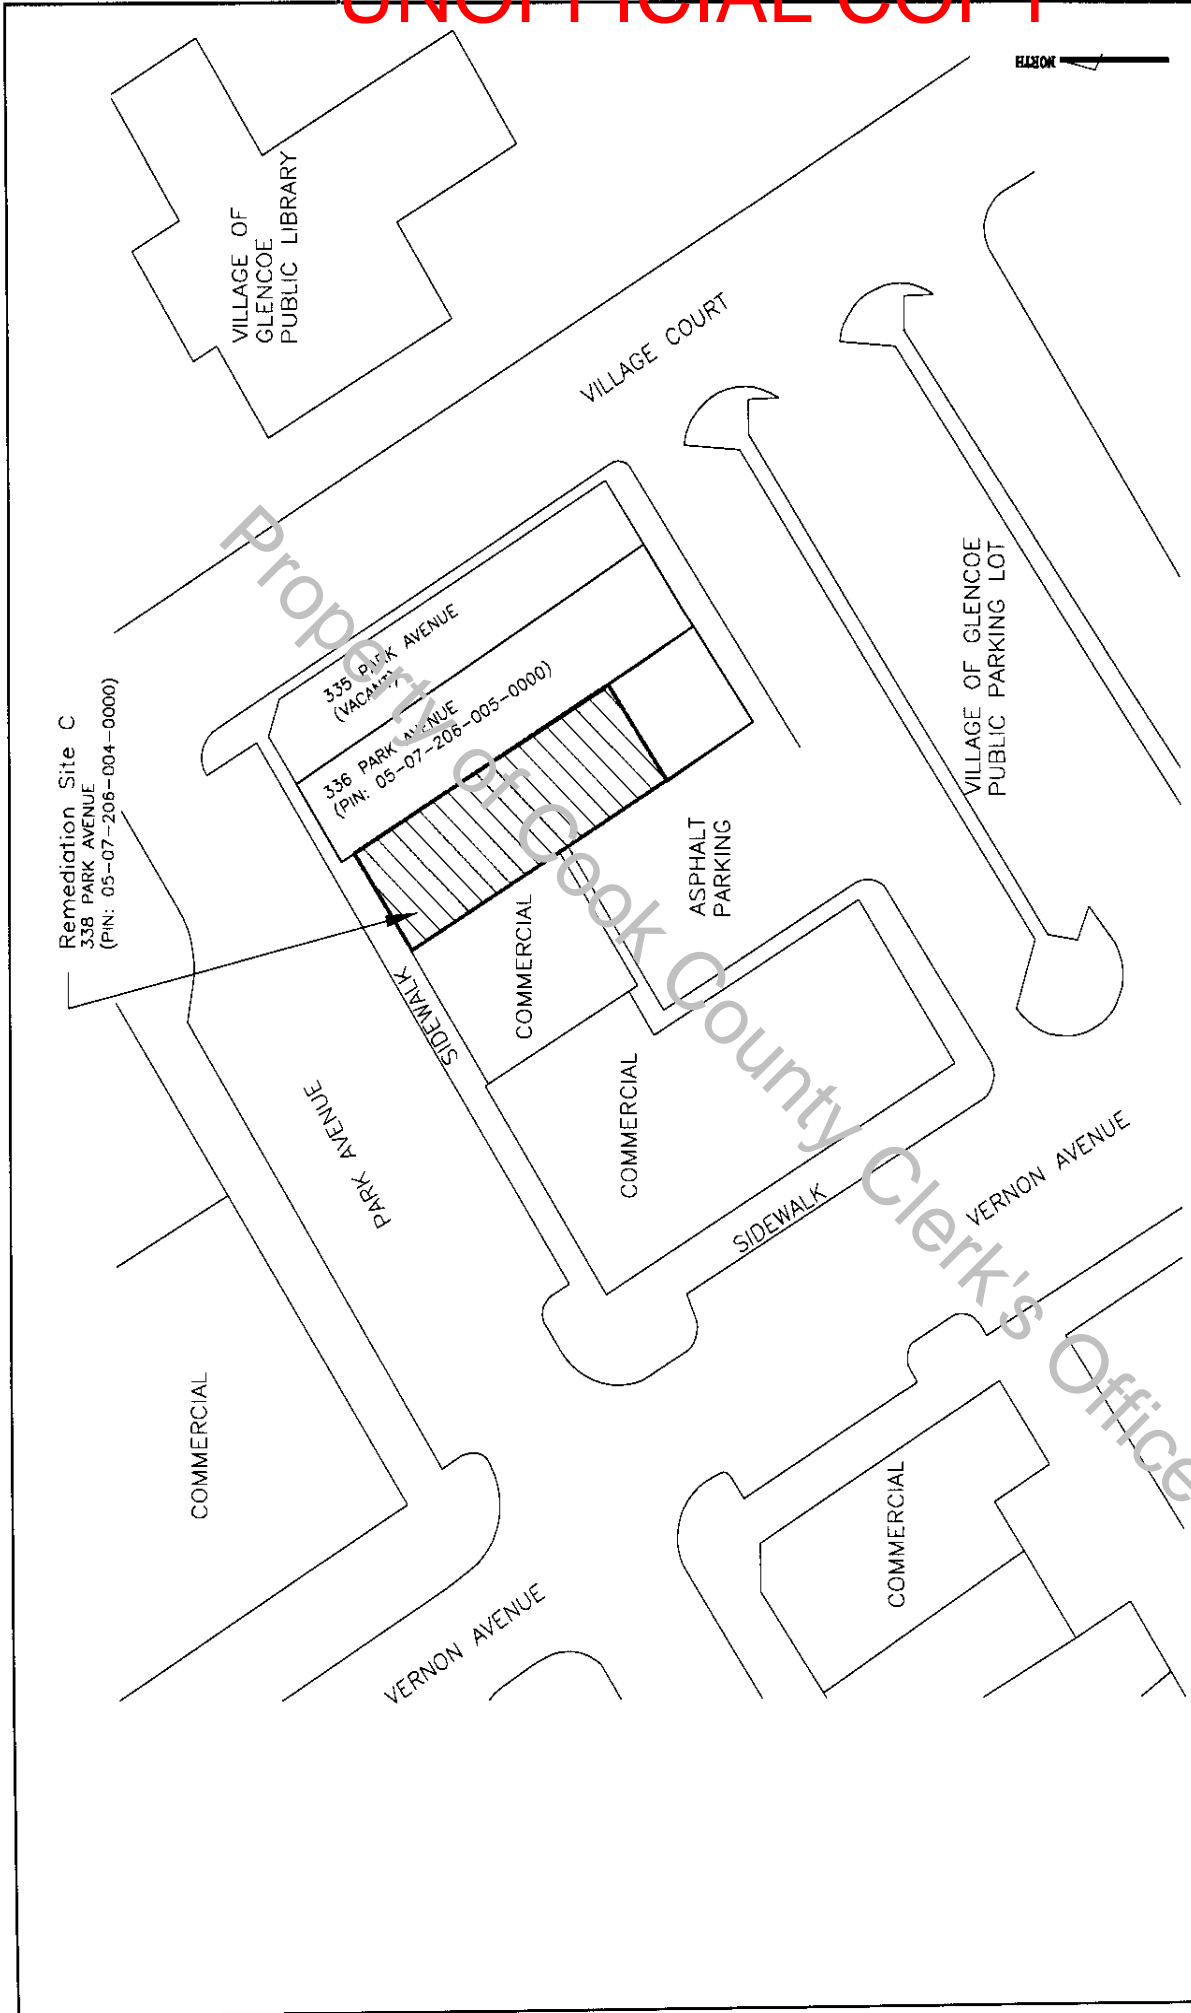 UNOFFICIAL COPY
NORTH
VILLAGE OF
GLENCOE
PUBLIC LIBRARY
VILLAGE COURT
Remediation Site C
338 PARK AVENUE
(PIN: 05-07-206-004-0000)
335 PARK AVENUE
(VACANT)
336 PARK AVENUE
(PIN: 05-07-206-005-0000)
VILLAGE OF GLENCOE
PUBLIC PARKING LOT
ASPHALT
PARKING
COMMERCIAL
SIDEWALK
PARK AVENUE
COMMERCIAL
SIDEWALK
VERNON AVENUE
COMMERCIAL
COMMERCIAL
VERNON AVENUE
Property of Cook County Clerk's Office